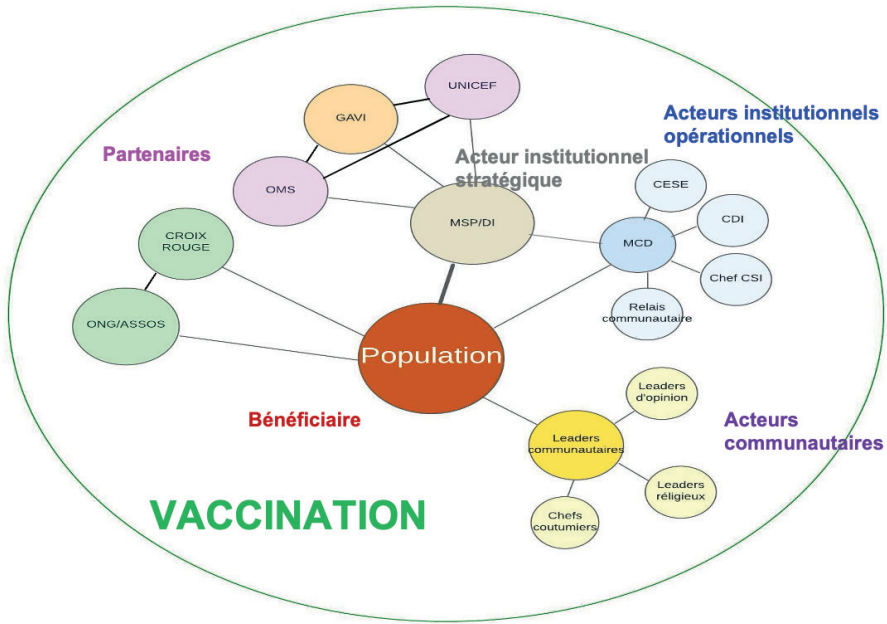 UNICEF
GAVI
Acteurs institutionnels
opérationnels
Partenaires
Acteur institutionnel
stratégique
OMS
CESE
MSP/DI
CDI
CROIX
ROUGE
MCD
Chef CSI
Relais
communautaire
ONG/ASSOS
Population
Leaders
d'opinion
Bénéficiaire
Acteurs
communautaires
Leaders
communautaires
Leaders
réligieux
Chefs
coutumiers
VACCINATION